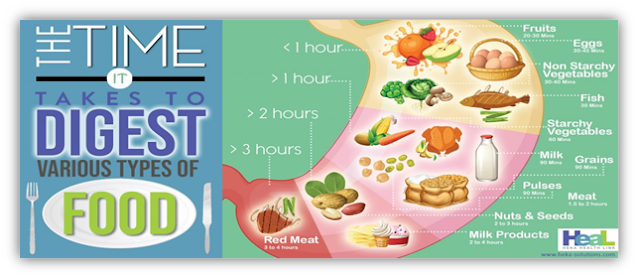 THE TIME
IT
TAKES TO
DIGEST
VARIOUS TYPES OF
FOOD
< 1 hour
> 1 hour
> 2 hours
> 3 hours
Fruits
20-30 Mins
Eggs
30-45 Mins
Non Starchy
Vegetables
30-40 Mins
Fish
30 Mins
Starchy
Vegetables
60 Mins
Milk
90 Mins
Grains
90 Mins
Pulses
90 Mins
Meat
1.5 to 2 hours
Nuts & Seeds
2 to 3 hours
Milk Products
2 to 4 hours
Red Meat
3 to 4 hours
HeaL
HEKA HEALTH LINK
www.heka-solutions.com